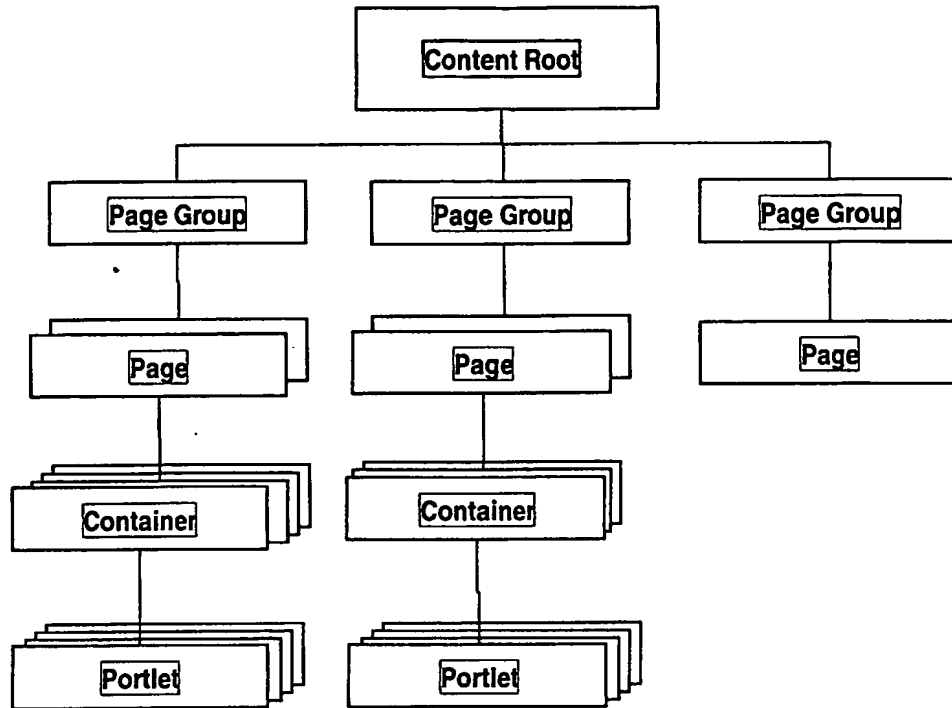 Content Root
Page Group
Page Group
Page Group
Page
Page
Page
Container
Container
Portlet
Portlet